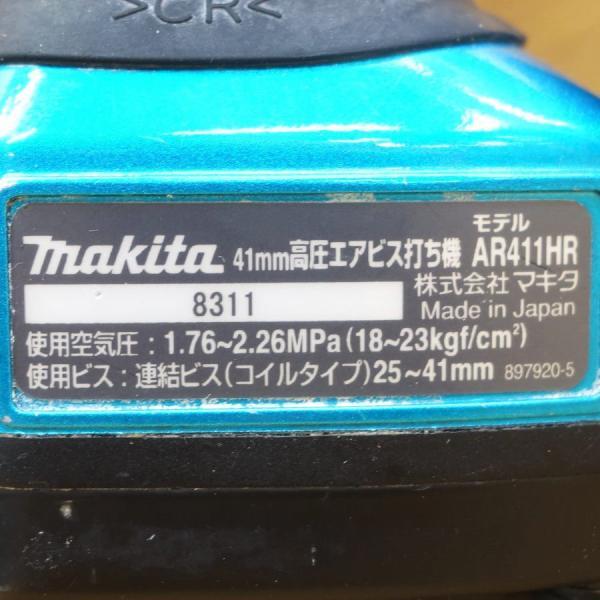 >CR<
makita 41mm高圧エアビス打ち機 モデル AR411HR
8311
株式会社 マキタ
Made in Japan
使用空気圧：1.76~2.26MPa(18~23kgf/cm²)
使用ビス：連結ビス(コイルタイプ)25~41mm 897920-5